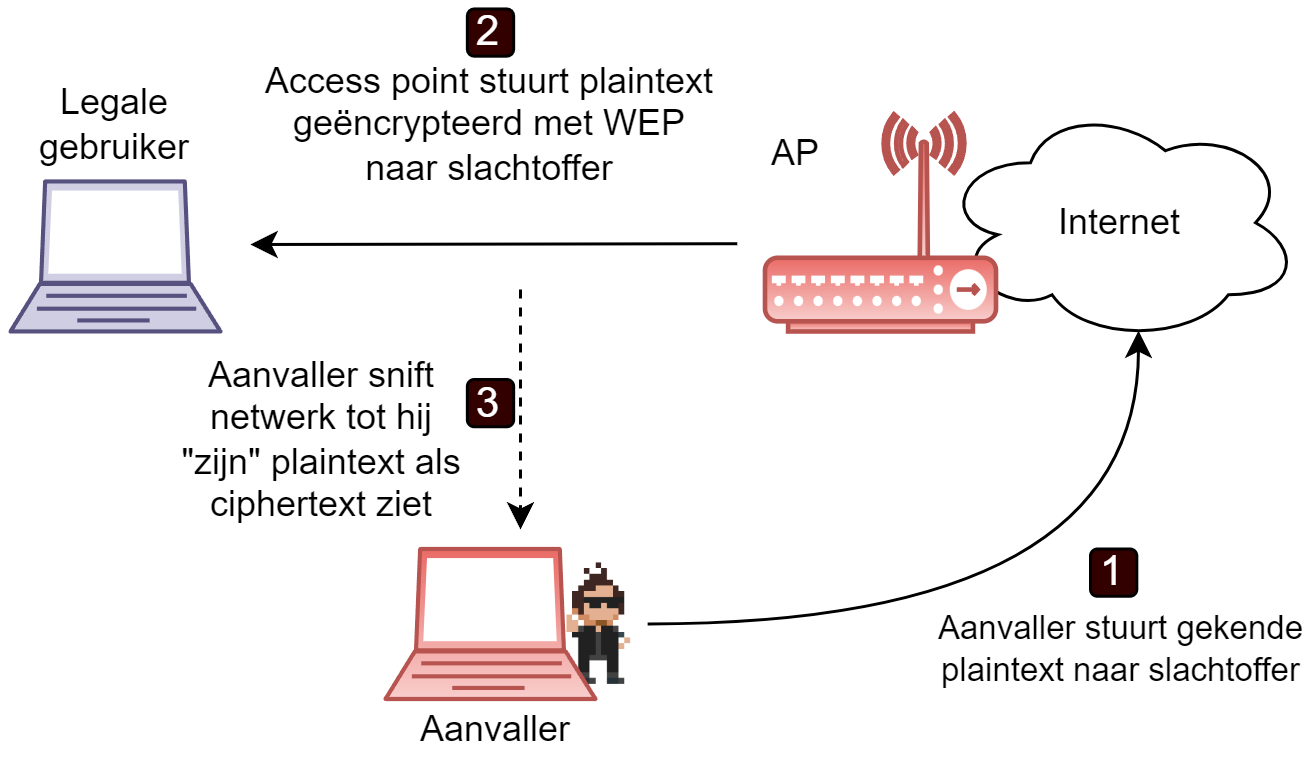 2
Access point stuurt plaintext
geëncrypteerd met WEP
naar slachtoffer
Legale
gebruiker
AP
Internet
Aanvaller snift
netwerk tot hij
"zijn" plaintext als
ciphertext ziet
3
1
Aanvaller stuurt gekende
plaintext naar slachtoffer
Aanvaller